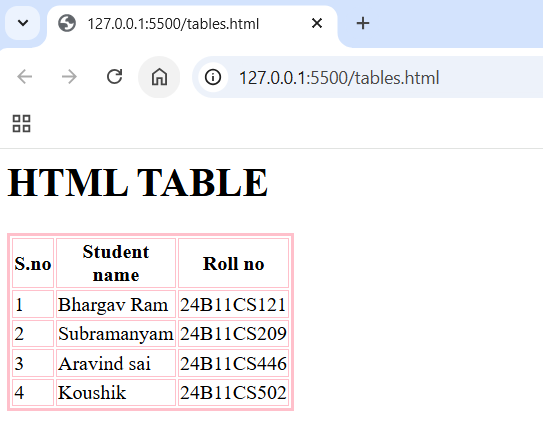 127.0.0.1:5500/tables.html
127.0.0.1:5500/tables.html
HTML TABLE
S.no Student name Roll no
1 Bhargav Ram 24B11CS121
2 Subramanyam 24B11CS209
3 Aravind sai 24B11CS446
4 Koushik 24B11CS502